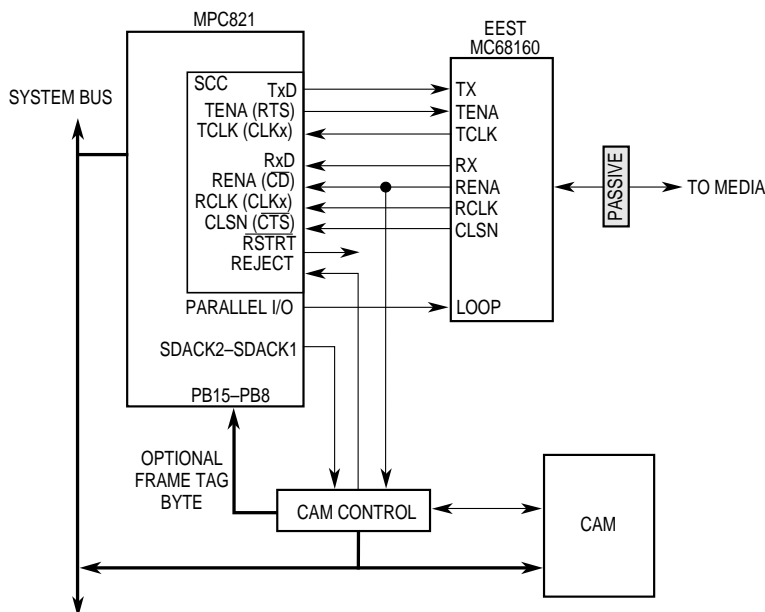 MPC821
EEST
MC68160
SYSTEM BUS
SCC
TxD
TENA (RTS)
TCLK (CLKx)
RxD
RENA (CD)
RCLK (CLKx)
CLSN (CTS)
RSTRT
REJECT
PARALLEL I/O
SDACK2–SDACK1
PB15–PB8
TX
TENA
TCLK
RX
RENA
RCLK
CLSN
LOOP
PASSIVE
TO MEDIA
OPTIONAL
FRAME TAG
BYTE
CAM CONTROL
CAM